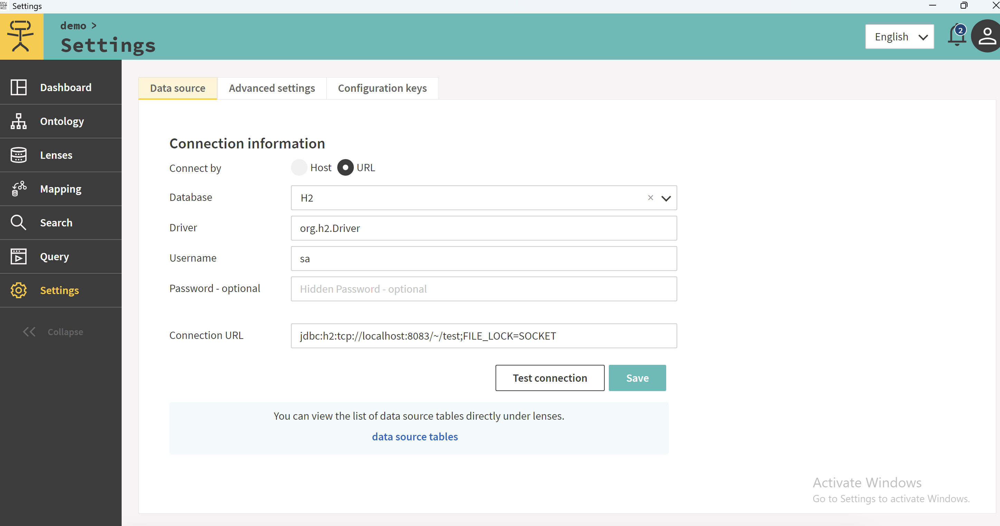 Settings
demo >
Settings
English
2
Dashboard
Ontology
Lenses
Mapping
Search
Query
Settings
Collapse
Data source
Advanced settings
Configuration keys
Connection information
Connect by
Host
URL
Database
H2
Driver
org.h2.Driver
Username
sa
Password - optional
Hidden Password - optional
Connection URL
jdbc:h2:tcp://localhost:8083/~/test;FILE_LOCK=SOCKET
Test connection
Save
You can view the list of data source tables directly under lenses.
data source tables
Activate Windows
Go to Settings to activate Windows.